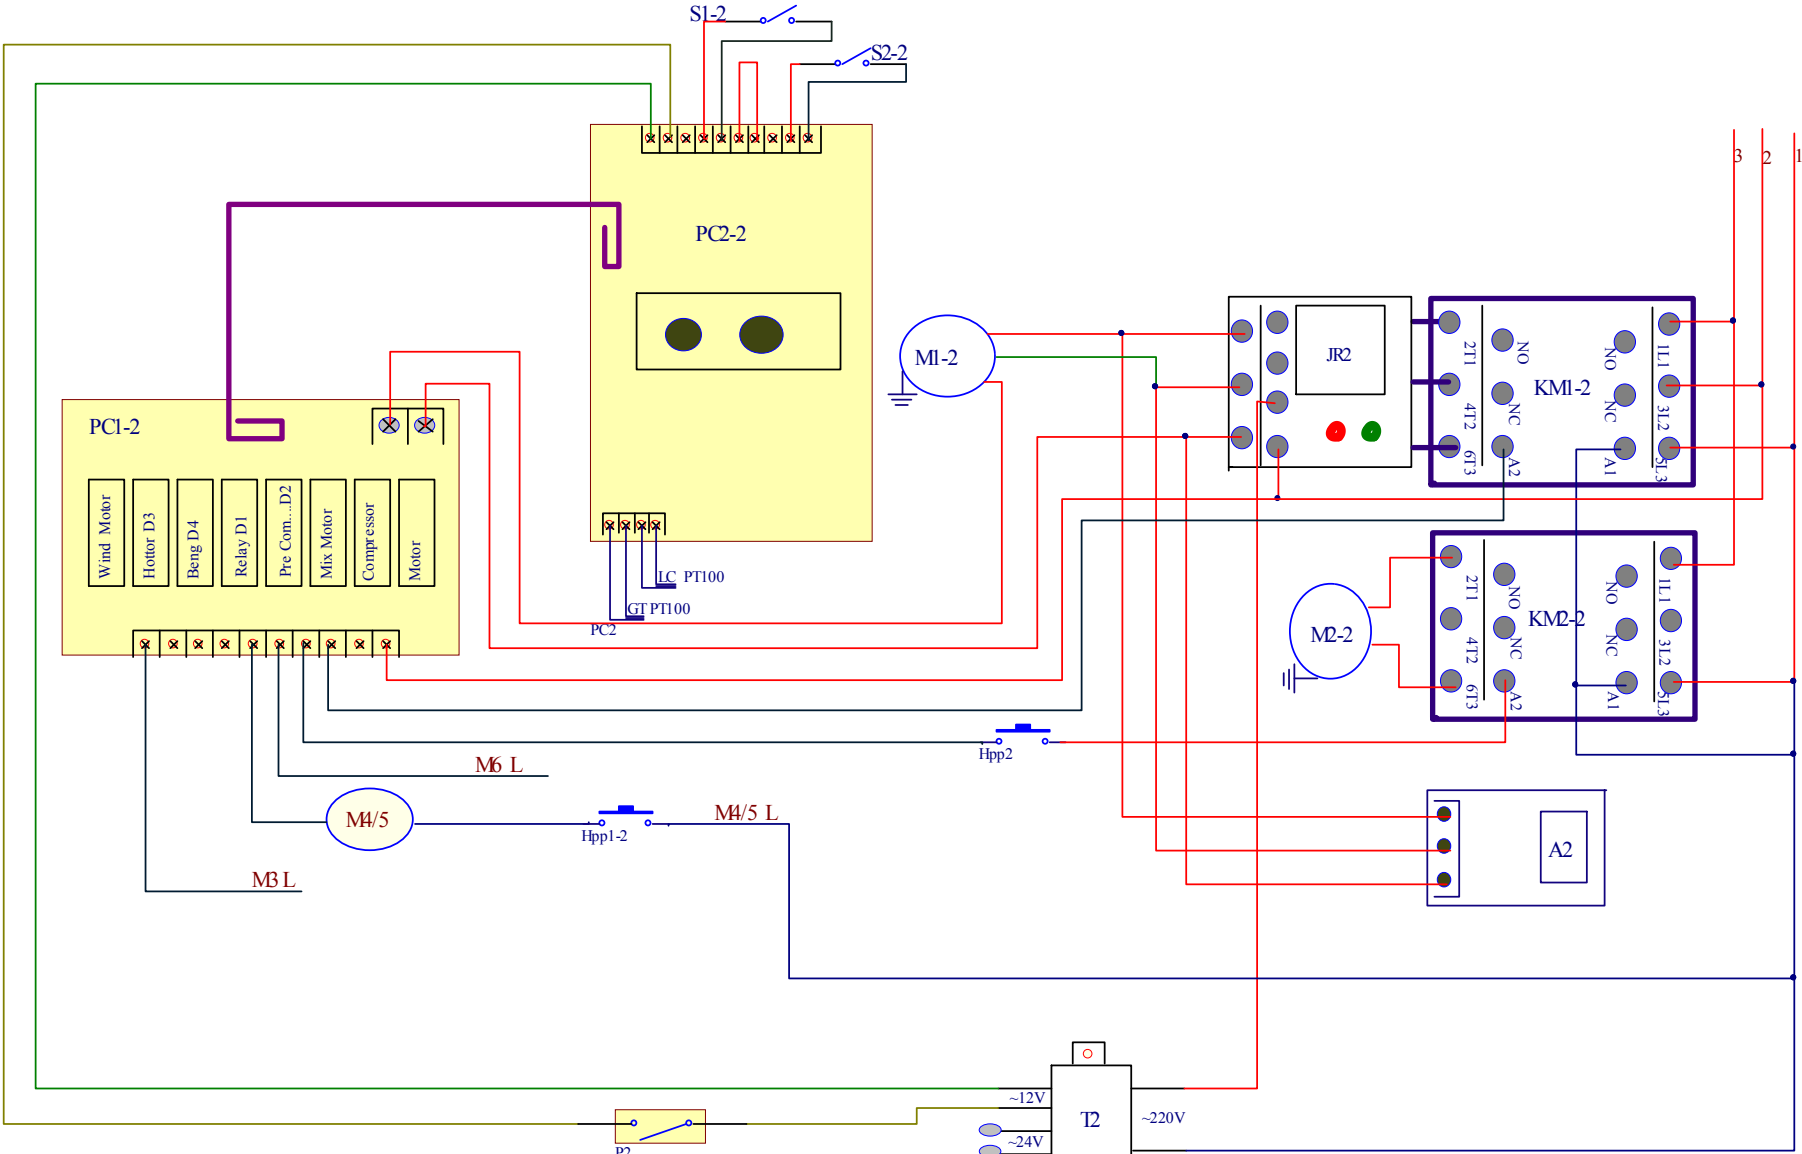 S1-2
S2-2
3
2
1
PC2-2
M1-2
JR2
2T1
4T2
6T3
NO
NC
A2
KM1-2
NO
NC
A1
1L1
3L2
5L3
PC1-2
Wind Motor
Hottor D3
Beng D4
Relay D1
Pre Com...D2
Mix Motor
Compressor
Motor
LC PT100
GT PT100
PC2
M2-2
2T1
4T2
6T3
NO
NC
A2
KM2-2
NO
NC
A1
1L1
3L2
5L3
Hpp2
M6 L
M4/5
Hpp1-2
M4/5 L
A2
M3 L
~12V
T2
~220V
~24V
P2